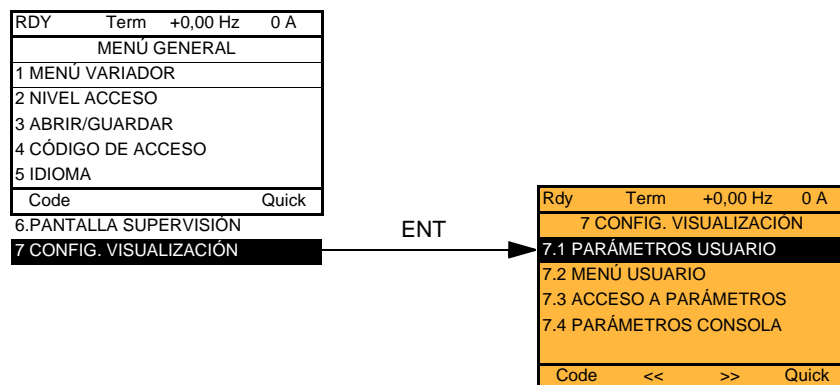 RDY Term +0,00 Hz 0 A
MENÚ GENERAL
1 MENÚ VARIADOR
2 NIVEL ACCESO
3 ABRIR/GUARDAR
4 CÓDIGO DE ACCESO
5 IDIOMA
Code Quick
6.PANTALLA SUPERVISIÓN
7 CONFIG. VISUALIZACIÓN
ENT
Rdy Term +0,00 Hz 0 A
7 CONFIG. VISUALIZACIÓN
7.1 PARÁMETROS USUARIO
7.2 MENÚ USUARIO
7.3 ACCESO A PARÁMETROS
7.4 PARÁMETROS CONSOLA
Code << >> Quick